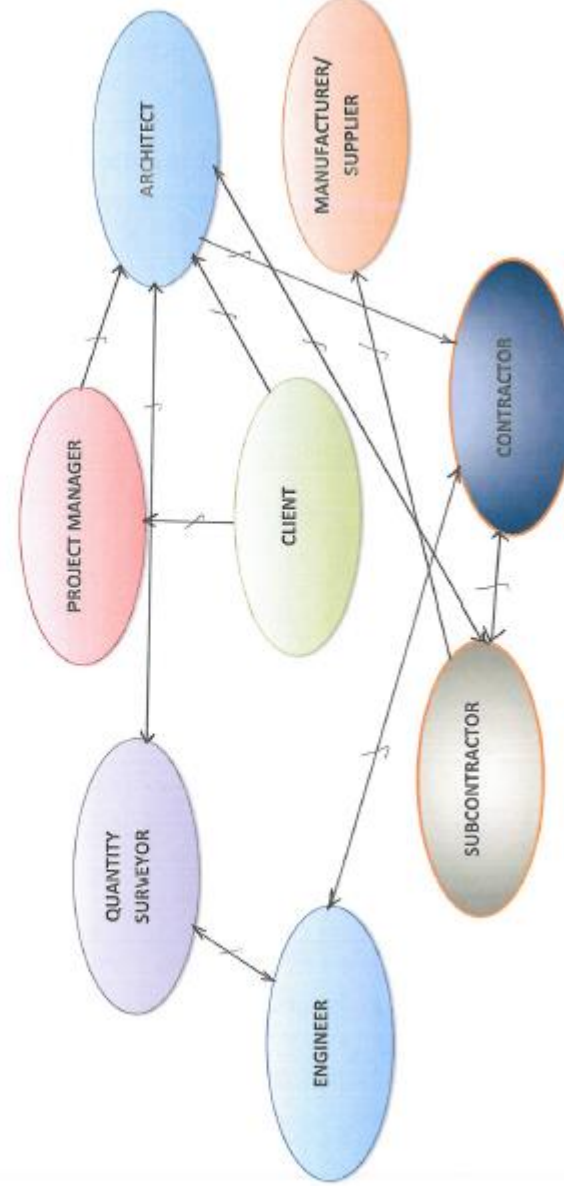 PROJECT MANAGER
ARCHITECT
QUANTITY
SURVEYOR
CLIENT
MANUFACTURER/
SUPPLIER
ENGINEER
SUBCONTRACTOR
CONTRACTOR